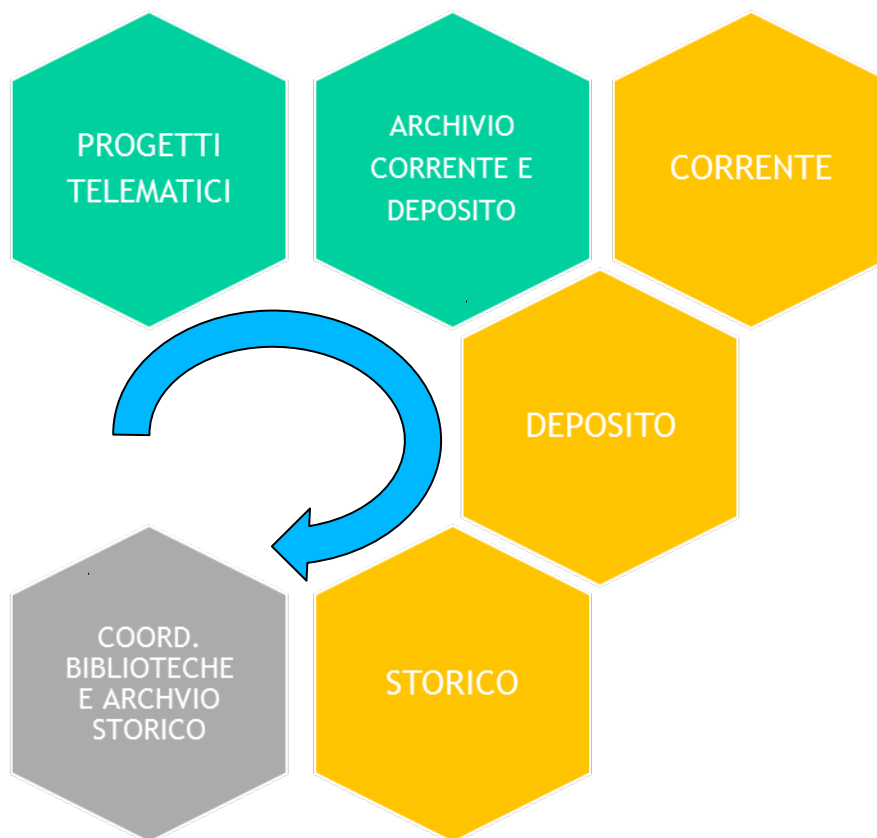 PROGETTI
TELEMATICI
ARCHIVIO
CORRENTE E
DEPOSITO
CORRENTE
DEPOSITO
COORD.
BIBLIOTECHE
E ARCHVIO
STORICO
STORICO